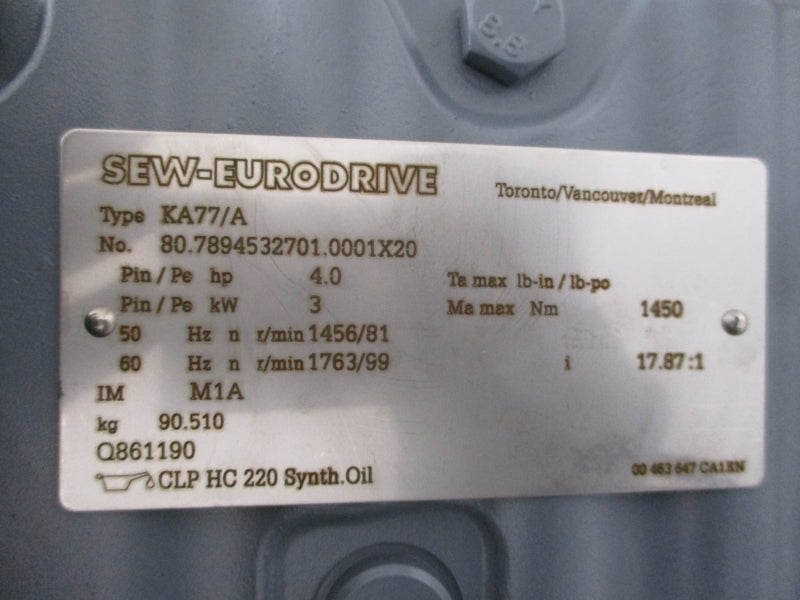 8.8
SEW-EURODRIVE
Toronto/Vancouver/Montreal
Type KA77/A
No. 80.7894532701.0001X20
Pin / Pe hp 4.0 Ta max lb-in / lb-po
Pin / Pe kW 3 Ma max Nm 1450
50 Hz n r/min 1456/81
60 Hz n r/min 1763/99 i 17.87:1
IM M1A
kg 90.510
Q861190
CLP HC 220 Synth.Oil
00 463 647 CA1EN